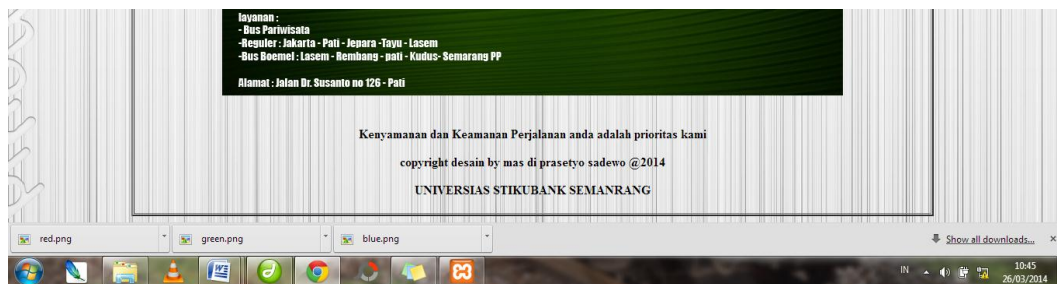 layanan :
- Bus Pariwisata
-Reguler : Jakarta - Pati - Jepara -Tayu - Lasem
-Bus Boemel : Lasem - Rembang - pati - Kudus- Semarang PP
Alamat : Jalan Dr. Susanto no 126 - Pati
Kenyamanan dan Keamanan Perjalanan anda adalah prioritas kami
copyright desain by mas di prasetyo sadewo @2014
UNIVERSIAS STIKUBANK SEMANRANG
red.png green.png blue.png Show all downloads...
IN 10:45
26/03/2014